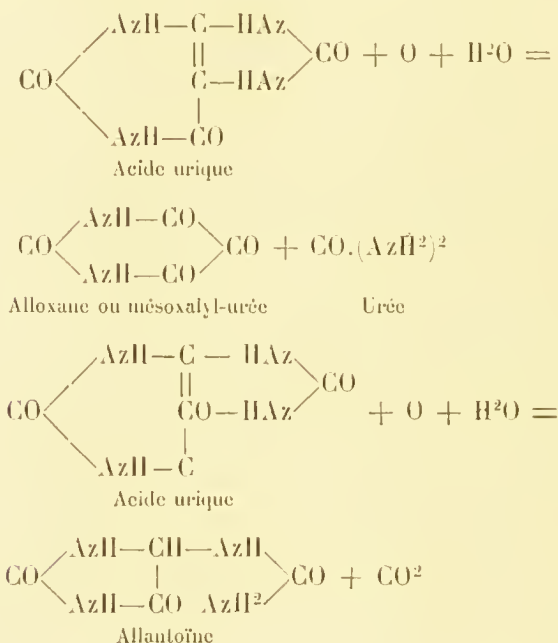 AzH—C—HAz
CO CO + O + H²O =
C—HAz
AzH—CO
Acide urique
AzH—CO
CO CO + CO.(AzH²)²
AzH—CO
Alloxane ou mésoxalyl-urée Urée
AzH—C—HAz
CO
CO CO—HAz + O + H²O =
AzH—C
Acide urique
AzH—CH—AzH
CO CO + CO²
AzH—CO AzH²
Allantoïne